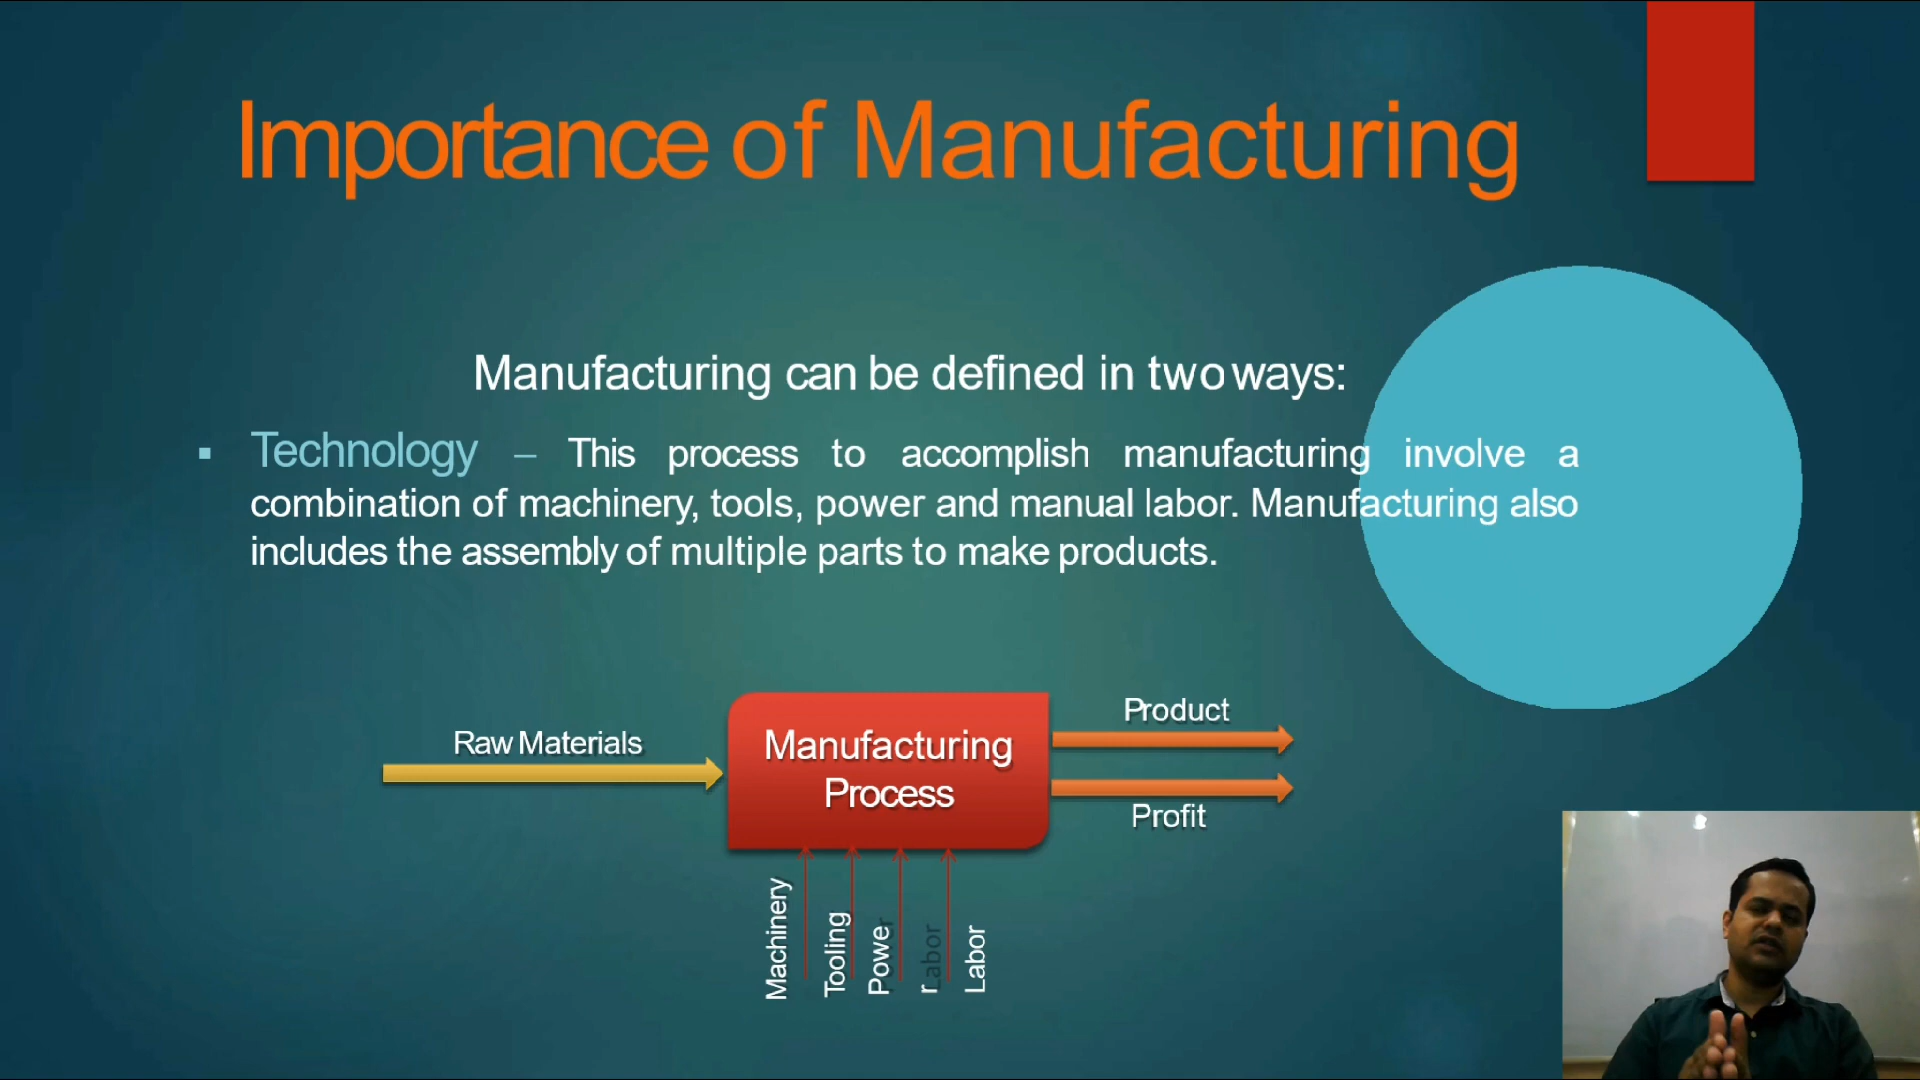 Importance of Manufacturing
Manufacturing can be defined in two ways:
▪ Technology – This process to accomplish manufacturing involve a
combination of machinery, tools, power and manual labor. Manufacturing also
includes the assembly of multiple parts to make products.
Raw Materials
Manufacturing
Process
Product
Profit
Machinery
Tooling
Power
rLabor
Labor